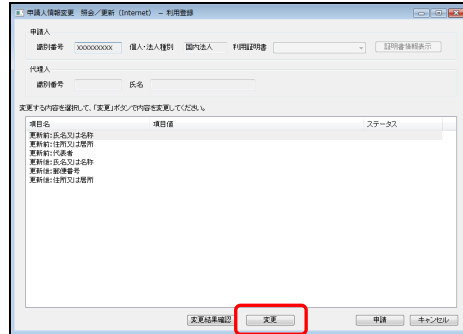 申請人情報変更 照会／更新 (Internet) － 利用登録
申請人
識別番号 XXXXXXXXX 個人・法人種別 国内法人 利用証明書 証明書情報表示
代理人
識別番号 氏名
変更する内容を選択して、「変更」ボタンで内容を変更してください。
項目名 項目値 ステータス
更新前:氏名又は名称
更新前:住所又は居所
更新前:代表者
更新後:氏名又は名称
更新後:郵便番号
更新後:住所又は居所
変更結果確認 変更 申請 キャンセル